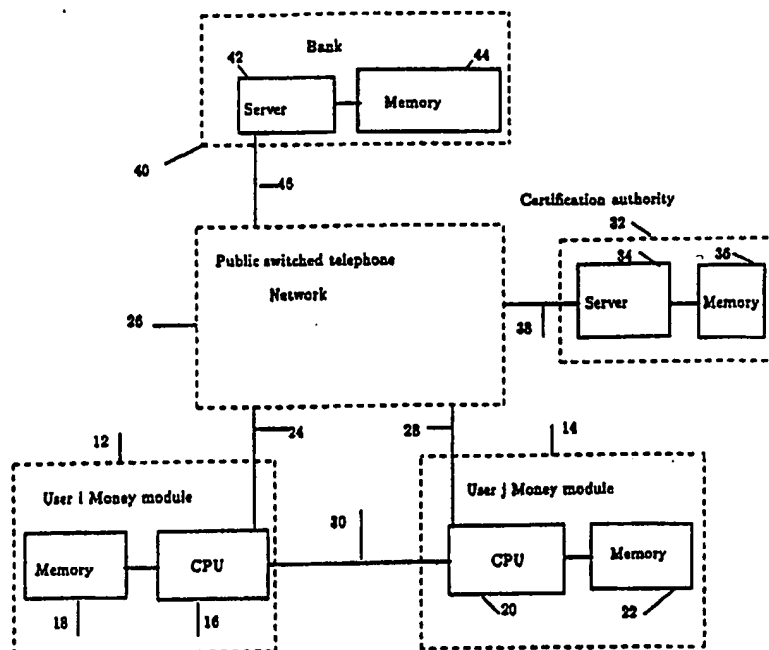 Bank
42
44
Server
Memory
40
46
Certification authority
32
Public switched telephone
Network
34
36
Server
Memory
26
38
12
24
28
14
User i Money module
User j Money module
30
Memory
CPU
CPU
Memory
18
16
20
22